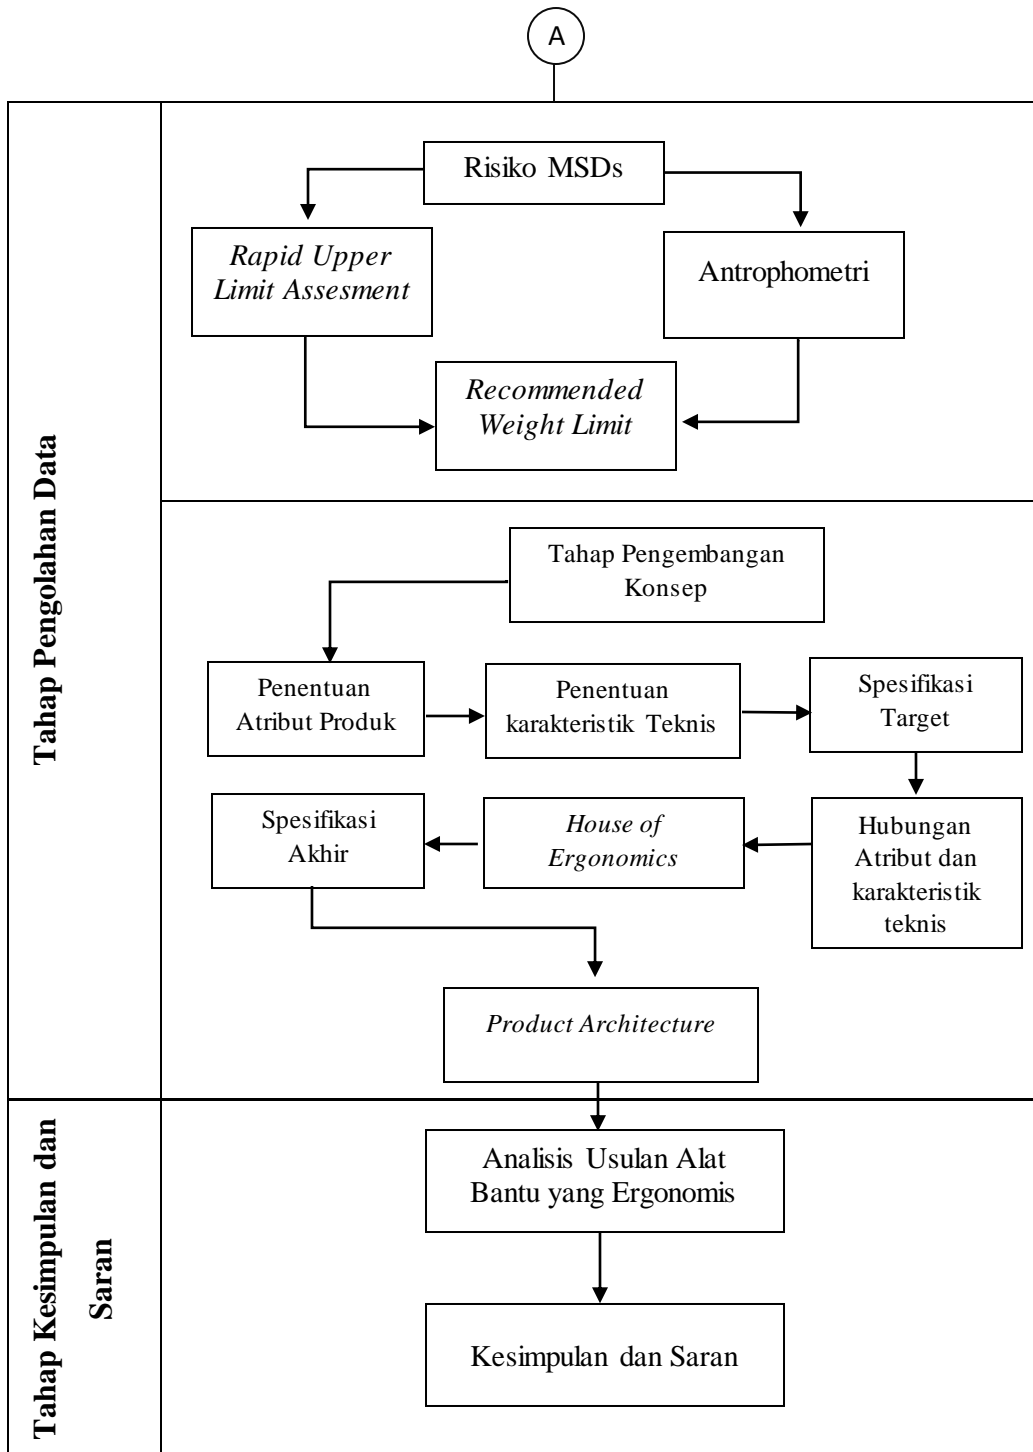 A
Tahap Pengolahan Data
Risiko MSDs
Rapid Upper
Limit Assesment
Antrophometri
Recommended
Weight Limit
Tahap Pengembangan
Konsep
Penentuan
Atribut Produk
Penentuan
karakteristik Teknis
Spesifikasi
Target
Hubungan
Atribut dan
karakteristik
teknis
House of
Ergonomics
Spesifikasi
Akhir
Product Architecture
Tahap Kesimpulan dan
Saran
Analisis Usulan Alat
Bantu yang Ergonomis
Kesimpulan dan Saran